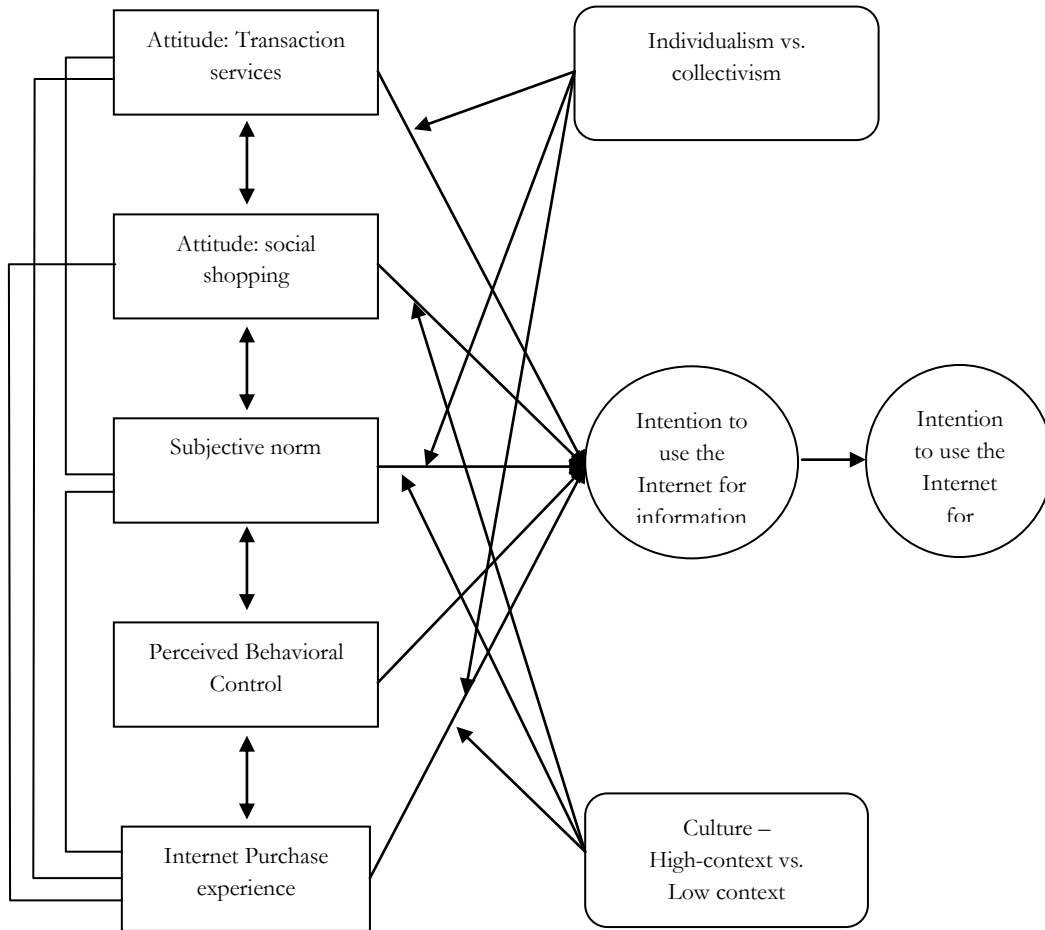 Attitude: Transaction
services
Individualism vs.
collectivism
Attitude: social
shopping
Subjective norm
Intention to
use the
Internet for
information
Intention
to use the
Internet
for
Perceived Behavioral
Control
Internet Purchase
experience
Culture –
High-context vs.
Low context